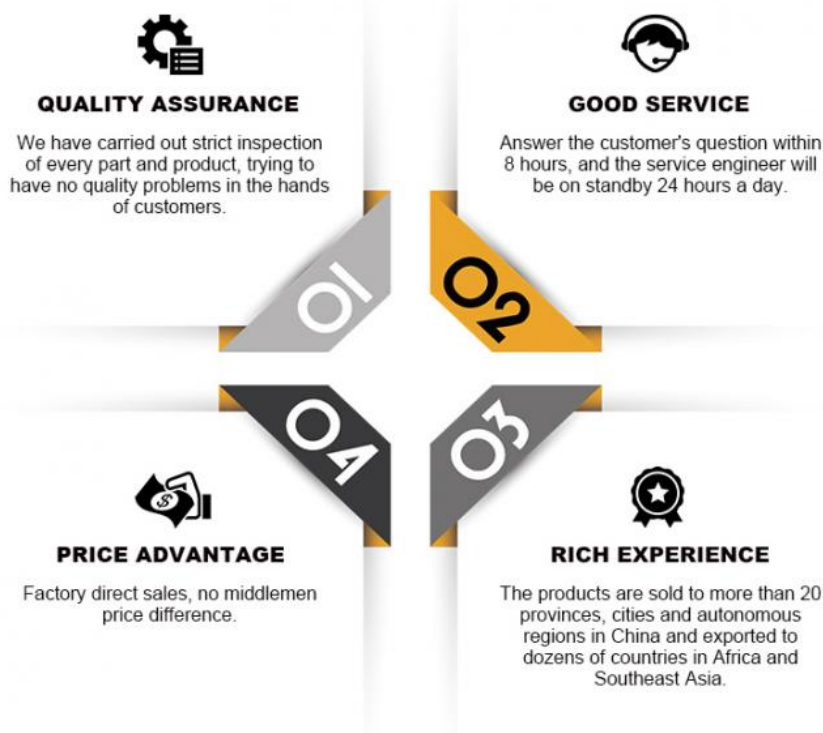 QUALITY ASSURANCE
We have carried out strict inspection
of every part and product, trying to
have no quality problems in the hands
of customers.
01
GOOD SERVICE
Answer the customer's question within
8 hours, and the service engineer will
be on standby 24 hours a day.
02
04
PRICE ADVANTAGE
Factory direct sales, no middlemen
price difference.
03
$
RICH EXPERIENCE
The products are sold to more than 20
provinces, cities and autonomous
regions in China and exported to
dozens of countries in Africa and
Southeast Asia.